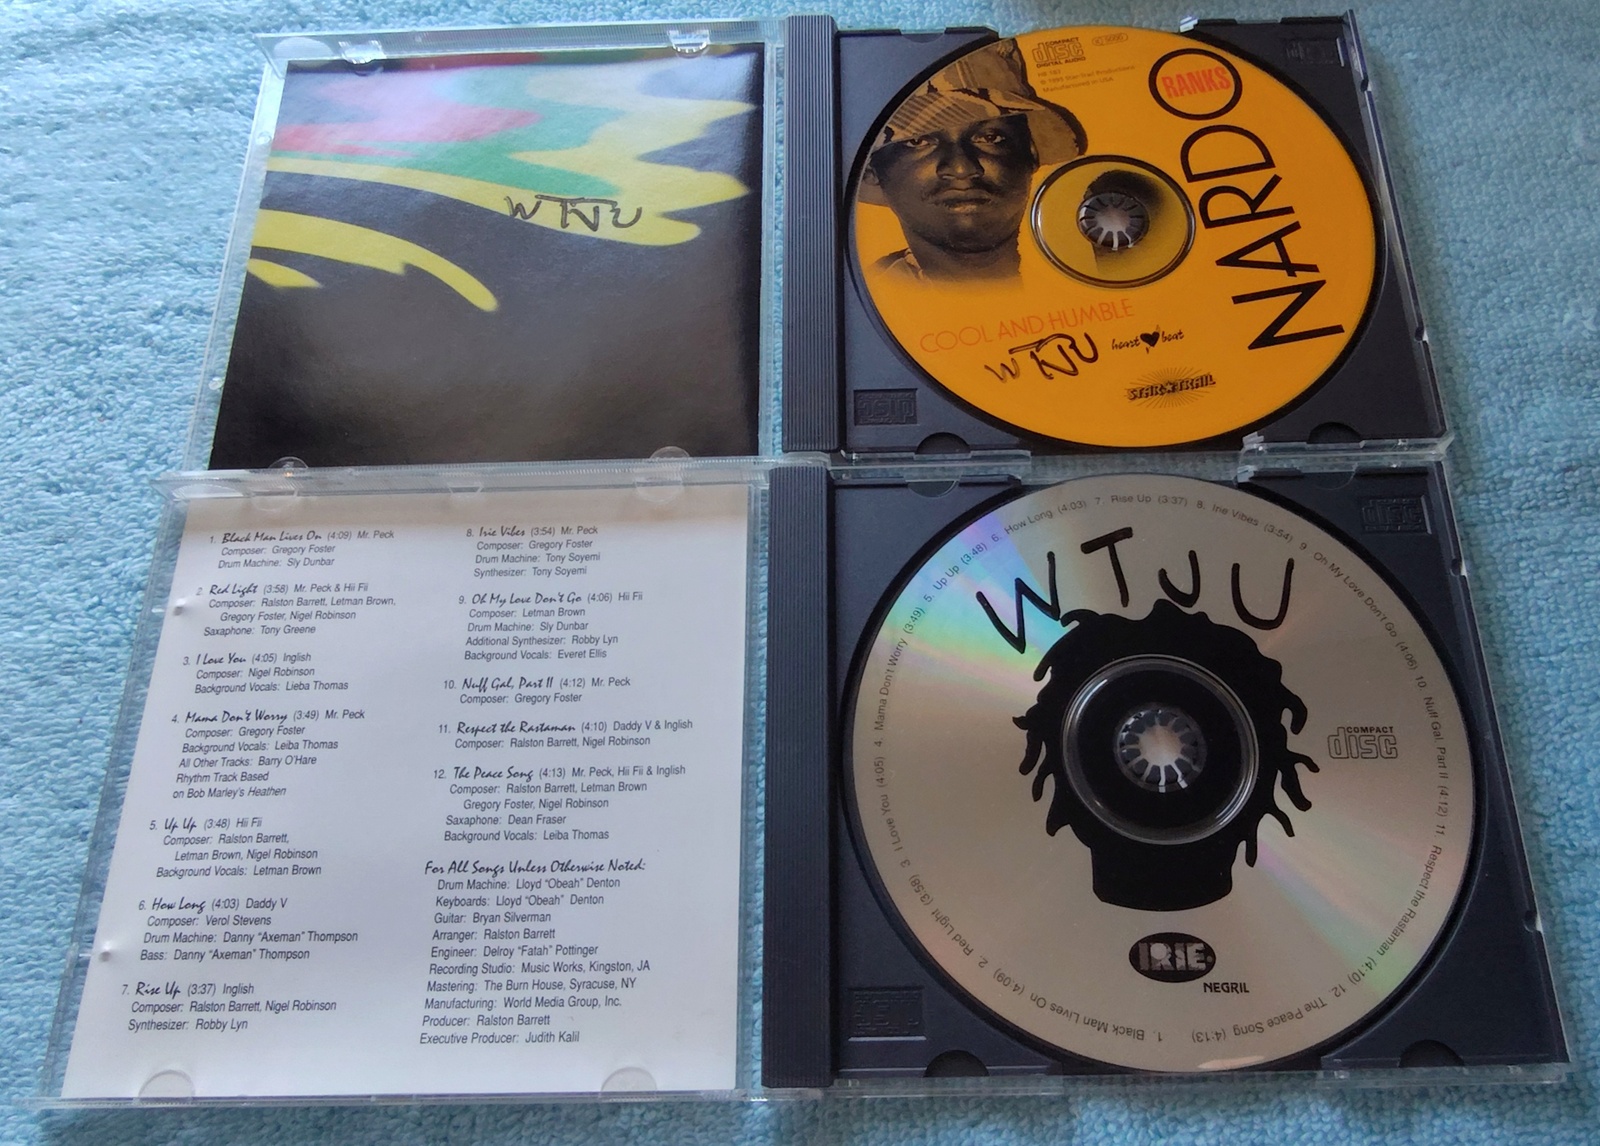 WTJU
COMPACT
disc
DIGITAL AUDIO
HB 183
℗ 1995 Star Trail Productions
Manufactured in USA
RANKS
NARDO
COOL AND HUMBLE
WTJU
heart beat
STAR TRAIL
1. Black Man Lives On (4:09) Mr. Peck
Composer: Gregory Foster
Drum Machine: Sly Dunbar
2. Red Light (3:58) Mr. Peck & Hii Fii
Composer: Ralston Barrett, Letman Brown,
Gregory Foster, Nigel Robinson
Saxaphone: Tony Greene
3. I Love You (4:05) Inglish
Composer: Nigel Robinson
Background Vocals: Lieba Thomas
4. Mama Don't Worry (3:49) Mr. Peck
Composer: Gregory Foster
Background Vocals: Leiba Thomas
All Other Tracks: Barry O'Hare
Rhythm Track Based
on Bob Marley's Heathen
5. Up Up (3:48) Hii Fii
Composer: Ralston Barrett,
Letman Brown, Nigel Robinson
Background Vocals: Letman Brown
6. How Long (4:03) Daddy V
Composer: Verol Stevens
Drum Machine: Danny "Axeman" Thompson
Bass: Danny "Axeman" Thompson
7. Rise Up (3:37) Inglish
Composer: Ralston Barrett, Nigel Robinson
Synthesizer: Robby Lyn
8. Irie Vibes (3:54) Mr. Peck
Composer: Gregory Foster
Drum Machine: Tony Soyemi
Synthesizer: Tony Soyemi
9. Oh My Love Don't Go (4:06) Hii Fii
Composer: Letman Brown
Drum Machine: Sly Dunbar
Additional Synthesizer: Robby Lyn
Background Vocals: Everet Ellis
10. Nuff Gal, Part II (4:12) Mr. Peck
Composer: Gregory Foster
11. Respect the Rastaman (4:10) Daddy V & Inglish
Composer: Ralston Barrett, Nigel Robinson
12. The Peace Song (4:13) Mr. Peck, Hii Fii & Inglish
Composer: Ralston Barrett, Letman Brown
Gregory Foster, Nigel Robinson
Saxaphone: Dean Fraser
Background Vocals: Leiba Thomas
For All Songs Unless Otherwise Noted:
Drum Machine: Lloyd "Obeah" Denton
Keyboards: Lloyd "Obeah" Denton
Guitar: Bryan Silverman
Arranger: Ralston Barrett
Engineer: Delroy "Fatah" Pottinger
Recording Studio: Music Works, Kingston, JA
Mastering: The Burn House, Syracuse, NY
Manufacturing: World Media Group, Inc.
Producer: Ralston Barrett
Executive Producer: Judith Kalil
WTJU
1. Black Man Lives On (4:09) 2. Red Light (3:58) 3 I Love You (4:05) 4. Mama Don't Worry (3:49) 5. Up Up (3:48) 6. How Long (4:03) 7. Rise Up (3:37) 8. Irie Vibes (3:54) 9 Oh My Love Don't Go (4:06) 10. Nuff Gal, Part II (4:12) 11 Respect the Rastaman (4:10) 12. The Peace Song (4:13)
COMPACT
disc
IRIE
NEGRIL